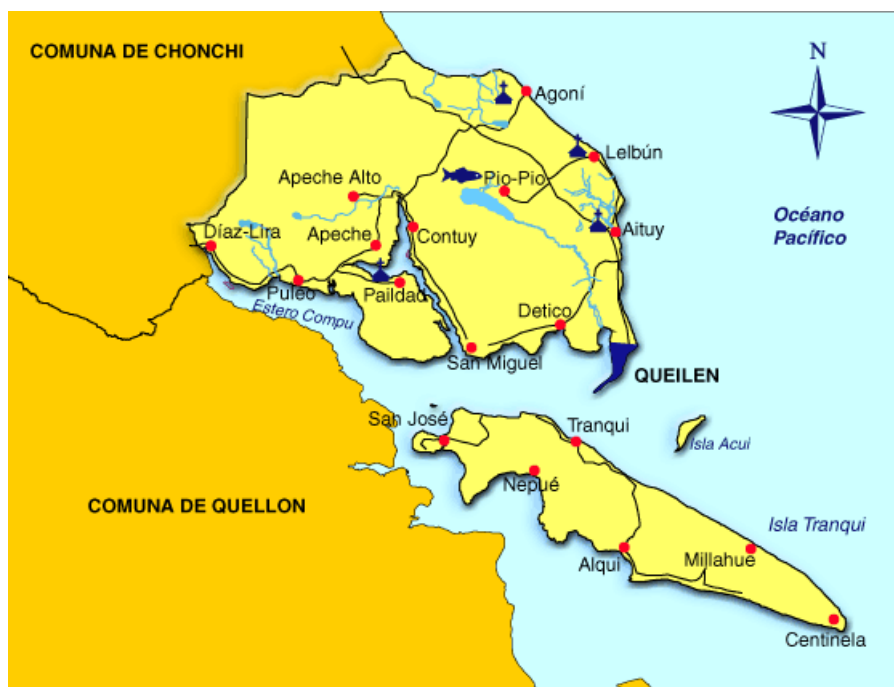 COMUNA DE CHONCHI
N
Agoní
Lelbún
Apeche Alto
Pio-Pio
Océano
Pacífico
Díaz-Lira
Apeche
Contuy
Aituy
Puleo
Paildad
Estero Compu
Detico
San Miguel
QUEILEN
San José
Tranqui
Isla Acui
Nepué
COMUNA DE QUELLON
Isla Tranqui
Alqui
Millahue
Centinela